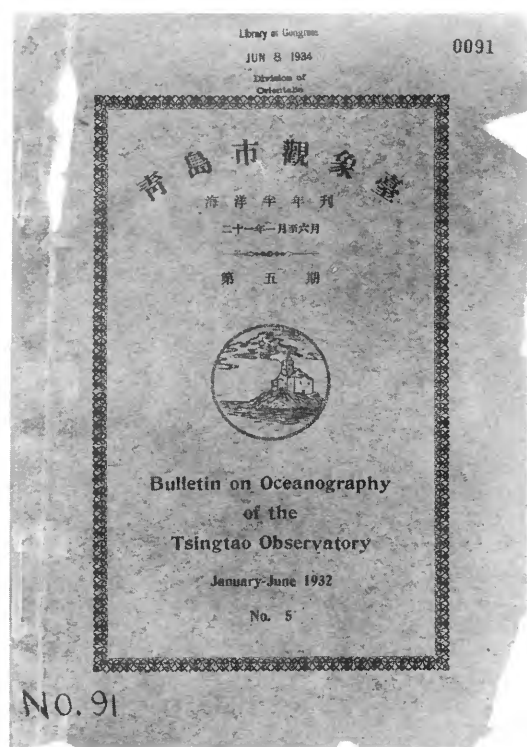 Library of Congress
JUN 8 1934
Division of
Orientalia
0091
青島市觀象臺
海洋半年刊
二十一年一月至六月
第五期
Bulletin on Oceanography
of the
Tsingtao Observatory
January-June 1932
No. 5
NO. 91